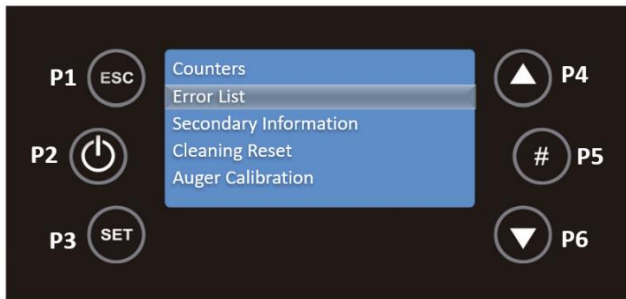 P1 ESC
Counters
Error List
Secondary Information
Cleaning Reset
Auger Calibration
P4
P2
# P5
P3 SET
P6